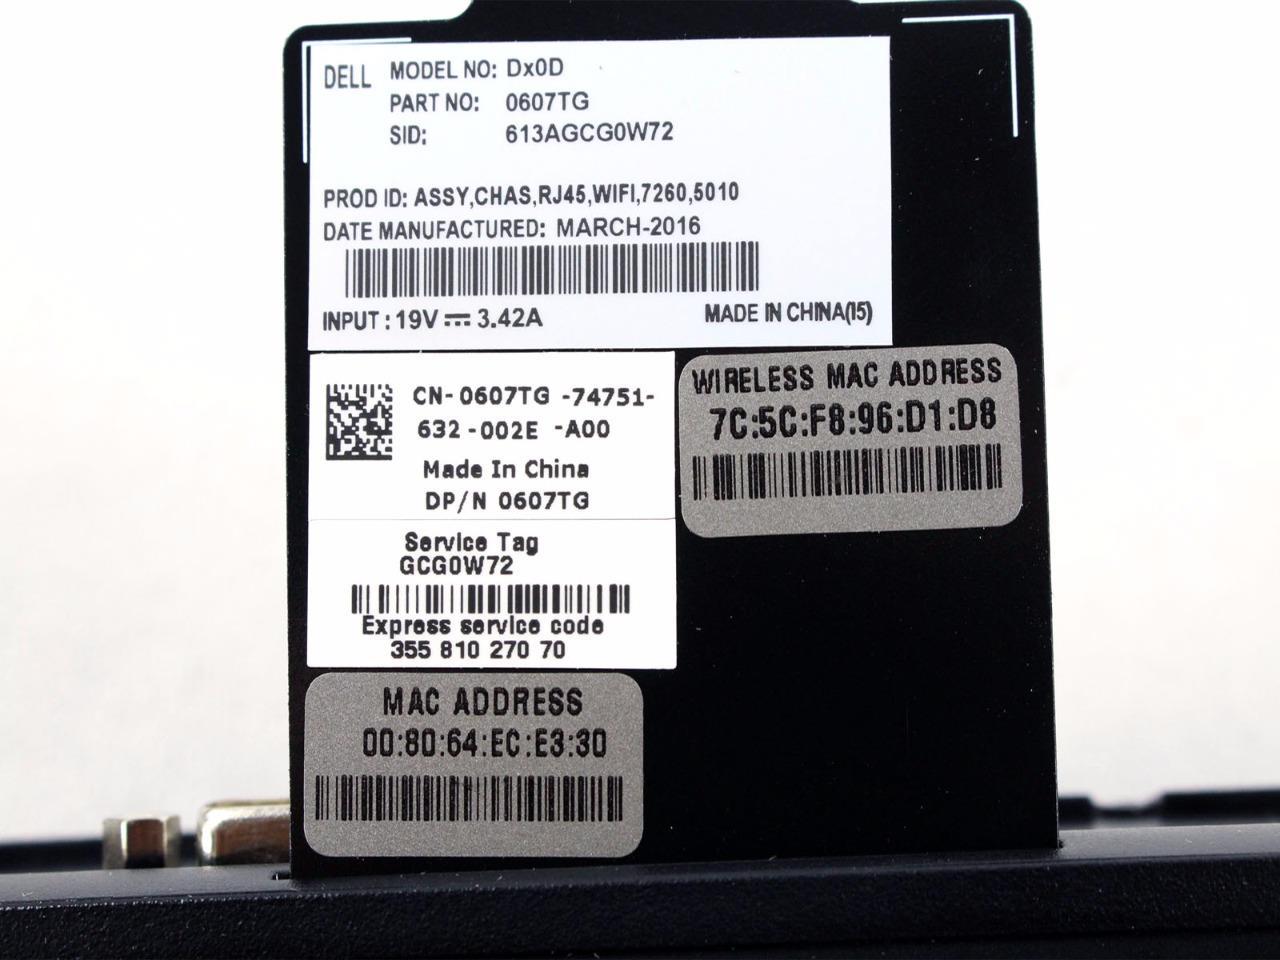 DELL MODEL NO: Dx0D
PART NO: 0607TG
SID: 613AGCG0W72
PROD ID: ASSY,CHAS,RJ45,WIFI,7260,5010
DATE MANUFACTURED: MARCH-2016
INPUT : 19V ⎓ 3.42A MADE IN CHINA(15)
CN- 0607TG -74751-
632 -002E -A00
Made In China
DP/N 0607TG
WIRELESS MAC ADDRESS
7C:5C:F8:96:D1:D8
Service Tag
GCG0W72
Express service code
355 810 270 70
MAC ADDRESS
00:80:64:EC:E3:30